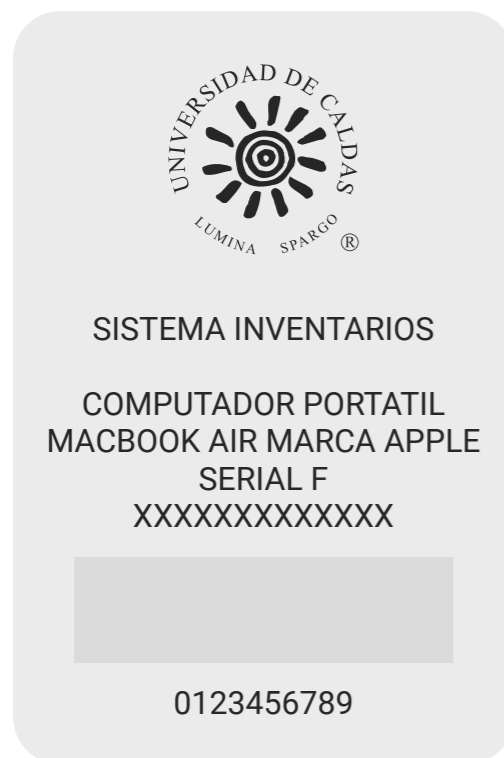 UNIVERSIDAD DE CALDAS
LUMINA SPARGO
®
SISTEMA INVENTARIOS
COMPUTADOR PORTATIL
MACBOOK AIR MARCA APPLE
SERIAL F
XXXXXXXXXXXXX
0123456789